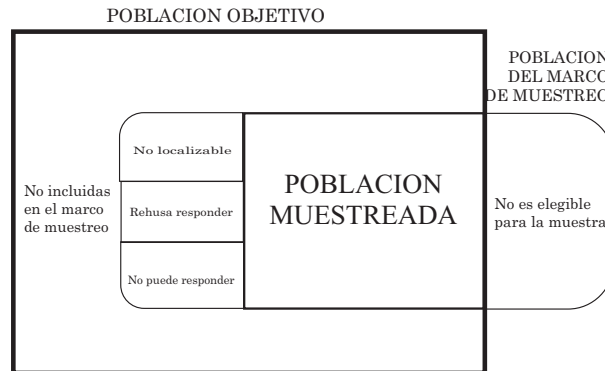 POBLACION OBJETIVO
POBLACION
DEL MARCO
DE MUESTREO
No localizable
No incluidas
en el marco
de muestreo
Rehusa responder
POBLACION
MUESTREADA
No es elegible
para la muestra
No puede responder